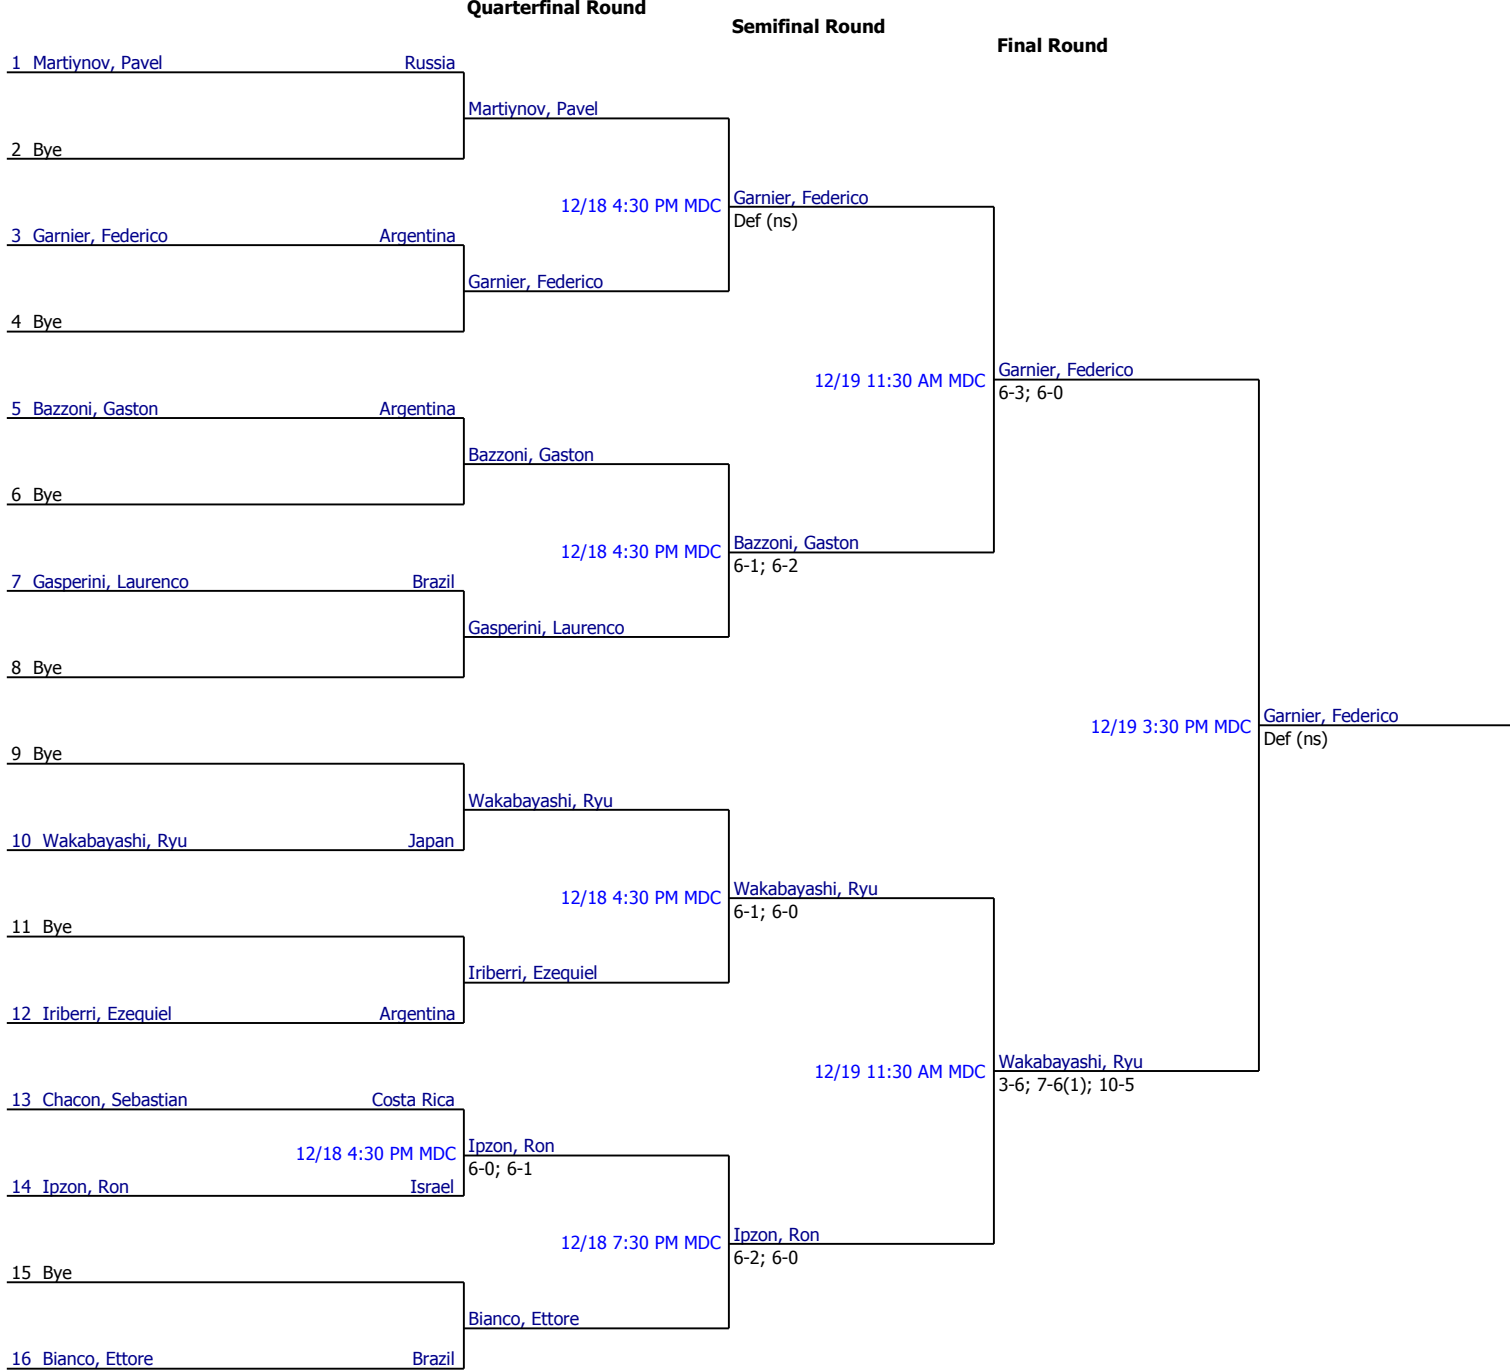 Quarterfinal Round
Semifinal Round
Final Round
1 Martiynov, Pavel Russia
Martiynov, Pavel
2 Bye
12/18 4:30 PM MDC Garnier, Federico
Def (ns)
3 Garnier, Federico Argentina
Garnier, Federico
4 Bye
12/19 11:30 AM MDC Garnier, Federico
6-3; 6-0
5 Bazzoni, Gaston Argentina
Bazzoni, Gaston
6 Bye
12/18 4:30 PM MDC Bazzoni, Gaston
6-1; 6-2
7 Gasperini, Laurenco Brazil
Gasperini, Laurenco
8 Bye
12/19 3:30 PM MDC Garnier, Federico
Def (ns)
9 Bye
Wakabayashi, Ryu
10 Wakabayashi, Ryu Japan
12/18 4:30 PM MDC Wakabayashi, Ryu
6-1; 6-0
11 Bye
Iriberri, Ezequiel
12 Iriberri, Ezequiel Argentina
12/19 11:30 AM MDC Wakabayashi, Ryu
3-6; 7-6(1); 10-5
13 Chacon, Sebastian Costa Rica
12/18 4:30 PM MDC Ipzon, Ron
6-0; 6-1
14 Ipzon, Ron Israel
12/18 7:30 PM MDC Ipzon, Ron
6-2; 6-0
15 Bye
Bianco, Ettore
16 Bianco, Ettore Brazil